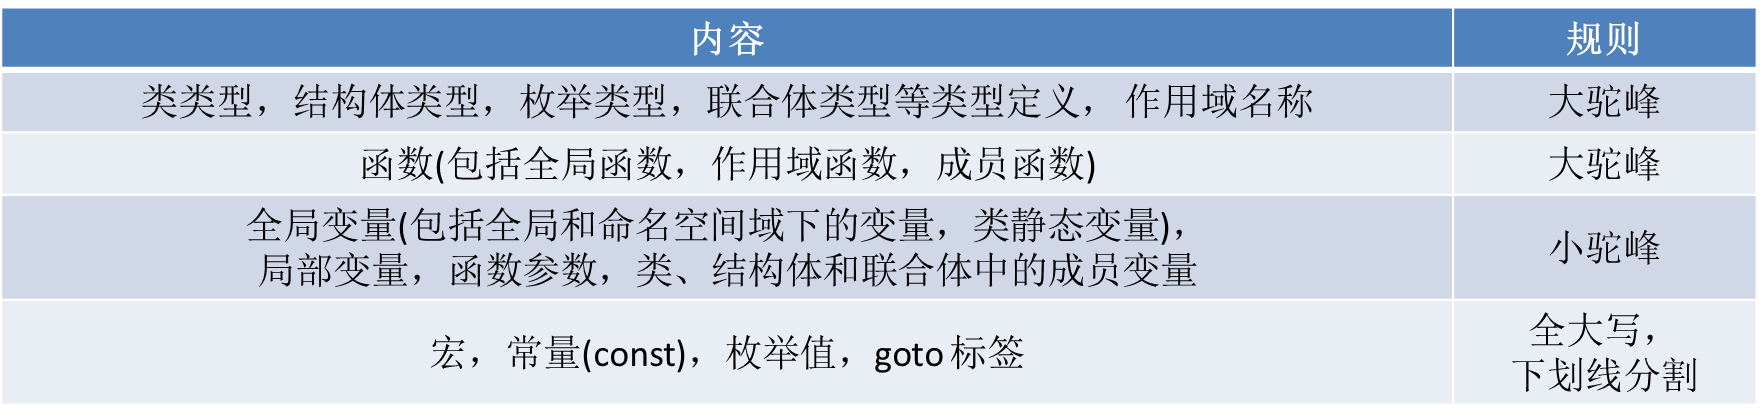 内容 规则
类类型，结构体类型，枚举类型，联合体类型等类型定义， 作用域名称 大驼峰
函数(包括全局函数，作用域函数，成员函数) 大驼峰
全局变量(包括全局和命名空间域下的变量，类静态变量)，
局部变量，函数参数，类、结构体和联合体中的成员变量
小驼峰
宏，常量(const)，枚举值，goto 标签
全大写，
下划线分割